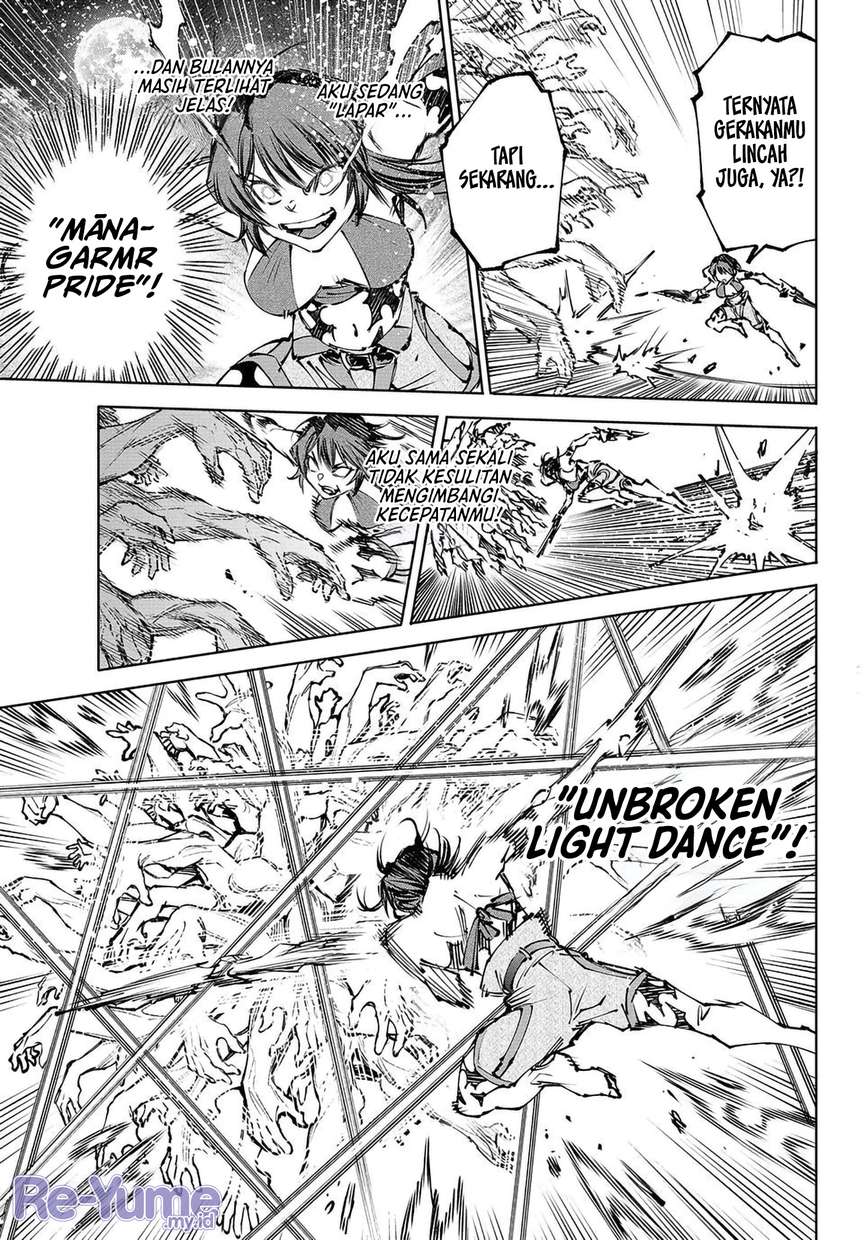 TERNYATA
GERAKANMU
LINCAH
JUGA, YA?!
TAPI
SEKARANG...
AKU SEDANG
"LAPAR"...
...DAN BULANNYA
MASIH TERLIHAT
JELAS!
"MĀNA-
GARMR
PRIDE"!
AKU SAMA SEKALI
TIDAK KESULITAN
MENGIMBANGI
KECEPATANMU!
"UNBROKEN
LIGHT DANCE"!
Re-Yume
.my.id